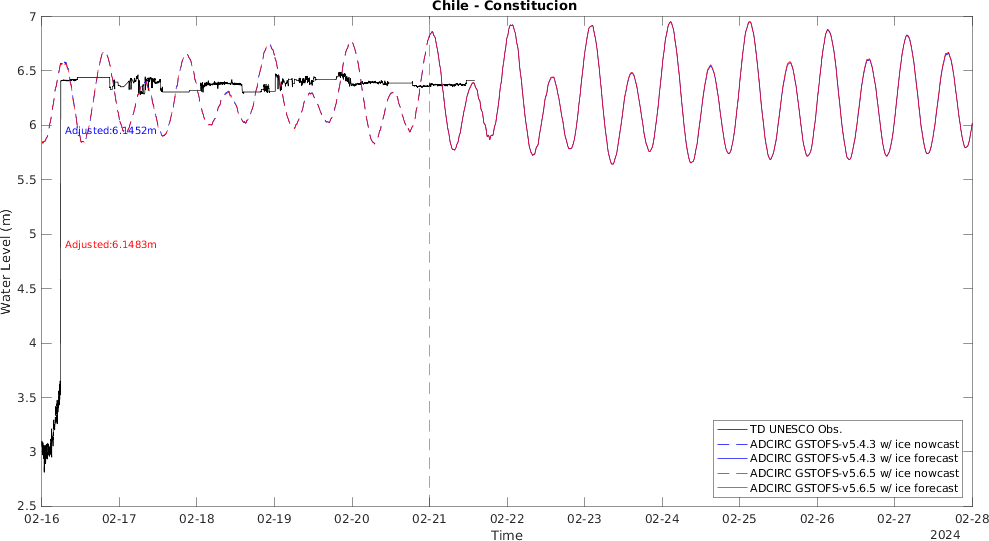 Chile - Constitucion
7
6.5
6
5.5
5
4.5
4
3.5
3
2.5
Water Level (m)
Adjusted:6.1452m
Adjusted:6.1483m
TD UNESCO Obs.
ADCIRC GSTOFS-v5.4.3 w/ ice nowcast
ADCIRC GSTOFS-v5.4.3 w/ ice forecast
ADCIRC GSTOFS-v5.6.5 w/ ice nowcast
ADCIRC GSTOFS-v5.6.5 w/ ice forecast
02-16 02-17 02-18 02-19 02-20 02-21 02-22 02-23 02-24 02-25 02-26 02-27 02-28
Time
2024